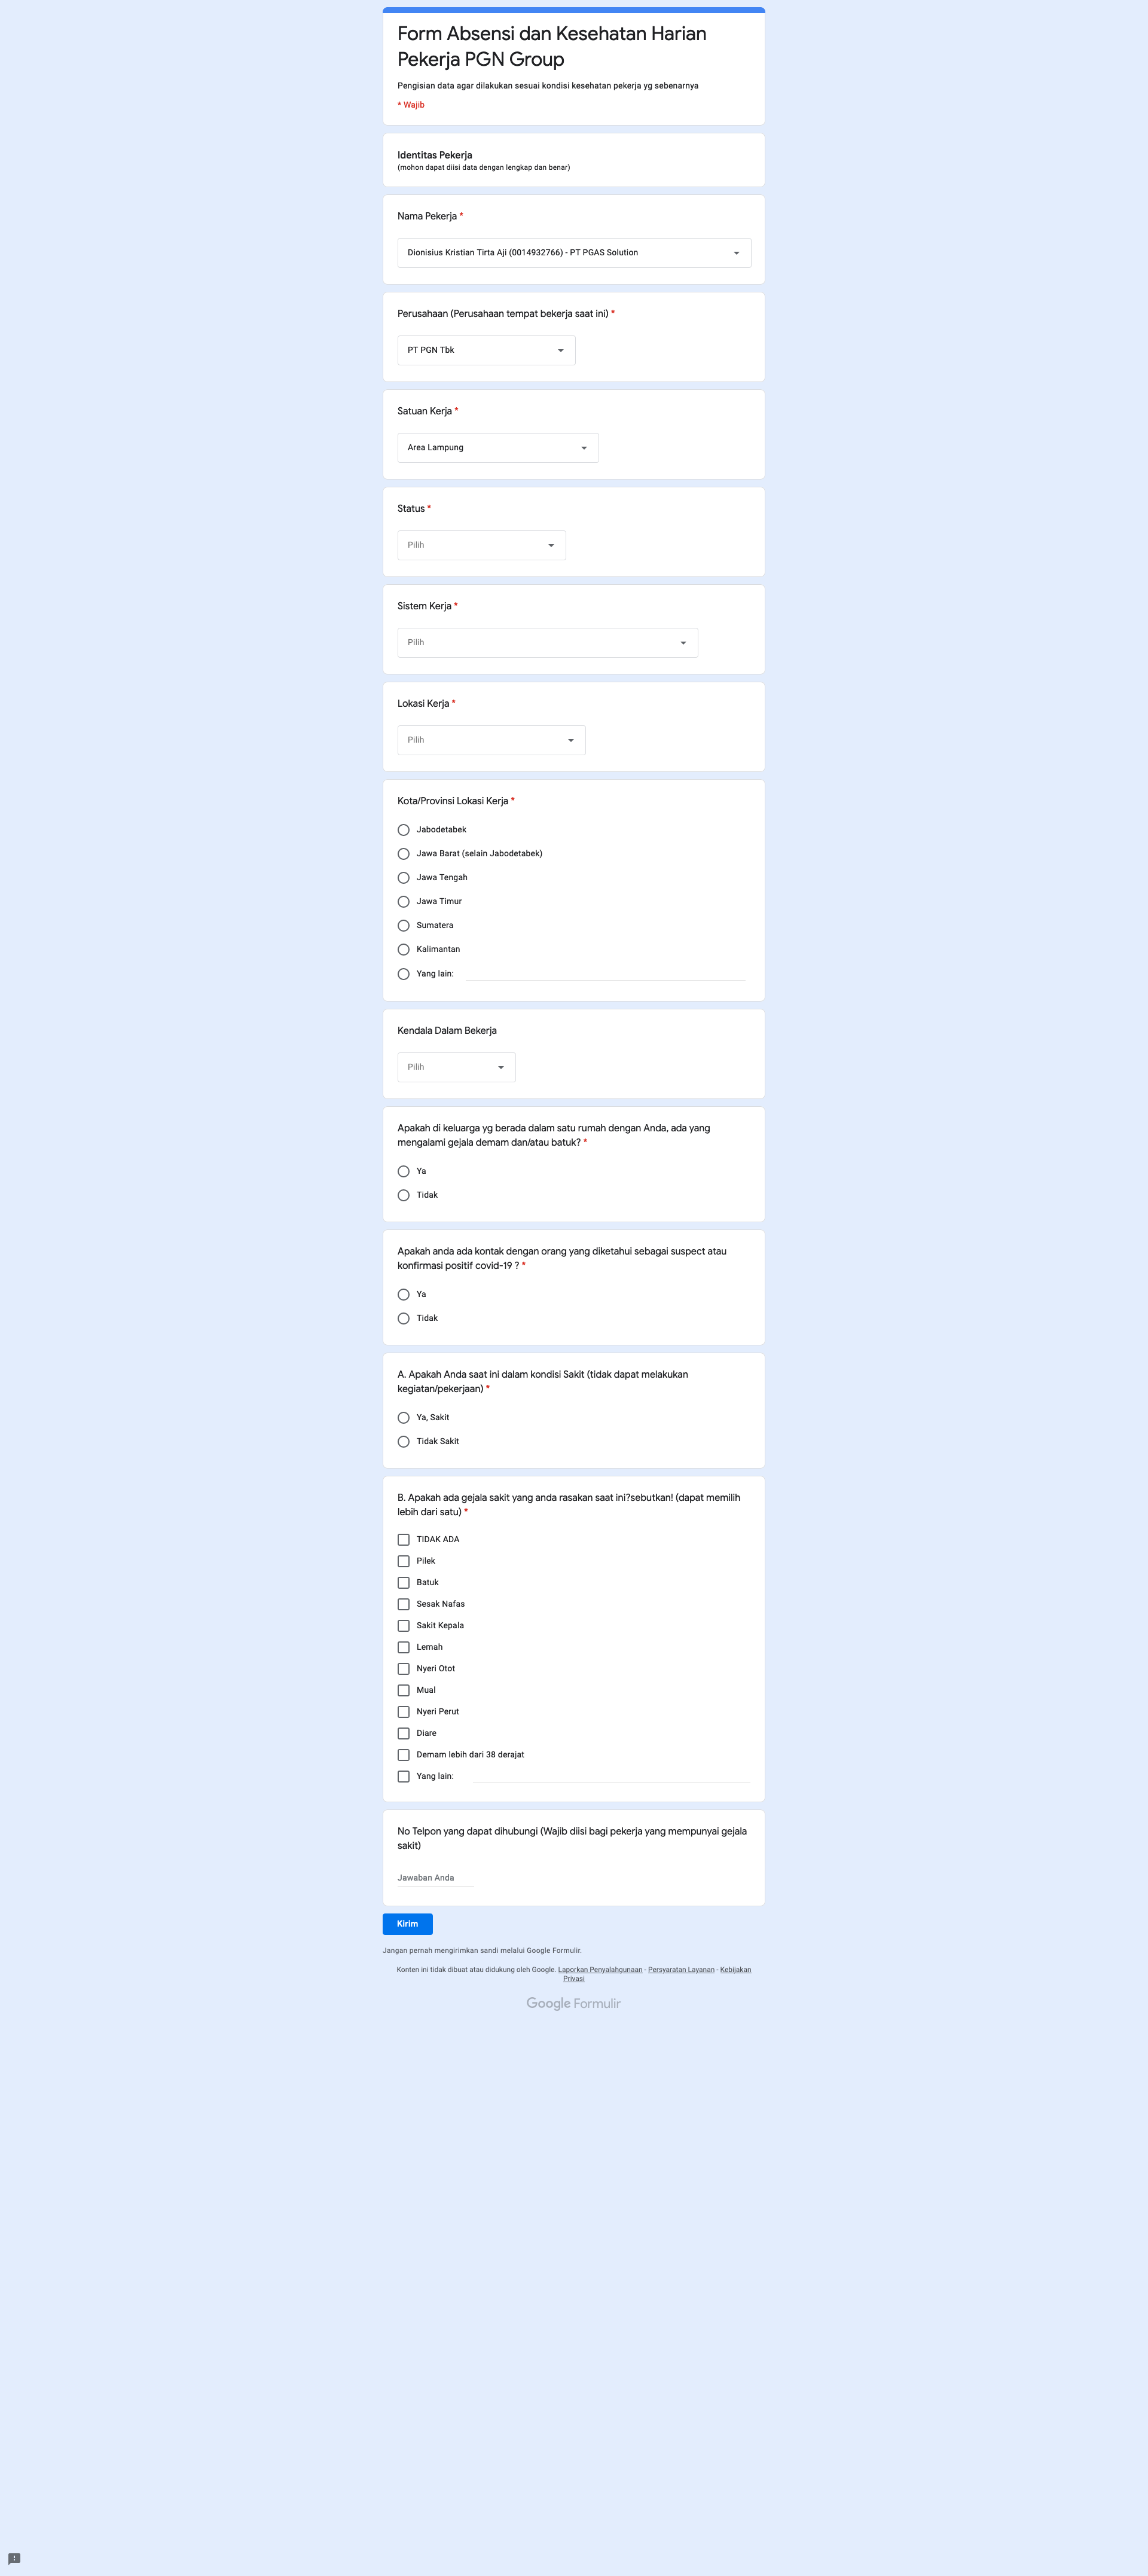 Form Absensi dan Kesehatan Harian
Pekerja PGN Group
Pengisian data agar dilakukan sesuai kondisi kesehatan pekerja yg sebenarnya
* Wajib
Identitas Pekerja
(mohon dapat diisi data dengan lengkap dan benar)
Nama Pekerja *
Dionisius Kristian Tirta Aji (0014932766) - PT PGAS Solution
Perusahaan (Perusahaan tempat bekerja saat ini) *
PT PGN Tbk
Satuan Kerja *
Area Lampung
Status *
Pilih
Sistem Kerja *
Pilih
Lokasi Kerja *
Pilih
Kota/Provinsi Lokasi Kerja *
Jabodetabek
Jawa Barat (selain Jabodetabek)
Jawa Tengah
Jawa Timur
Sumatera
Kalimantan
Yang lain:
Kendala Dalam Bekerja
Pilih
Apakah di keluarga yg berada dalam satu rumah dengan Anda, ada yang
mengalami gejala demam dan/atau batuk? *
Ya
Tidak
Apakah anda ada kontak dengan orang yang diketahui sebagai suspect atau
konfirmasi positif covid-19 ? *
Ya
Tidak
A. Apakah Anda saat ini dalam kondisi Sakit (tidak dapat melakukan
kegiatan/pekerjaan) *
Ya, Sakit
Tidak Sakit
B. Apakah ada gejala sakit yang anda rasakan saat ini?sebutkan! (dapat memilih
lebih dari satu) *
TIDAK ADA
Pilek
Batuk
Sesak Nafas
Sakit Kepala
Lemah
Nyeri Otot
Mual
Nyeri Perut
Diare
Demam lebih dari 38 derajat
Yang lain:
No Telpon yang dapat dihubungi (Wajib diisi bagi pekerja yang mempunyai gejala
sakit)
Jawaban Anda
Kirim
Jangan pernah mengirimkan sandi melalui Google Formulir.
Konten ini tidak dibuat atau didukung oleh Google. Laporkan Penyalahgunaan - Persyaratan Layanan - Kebijakan
Privasi
Google Formulir